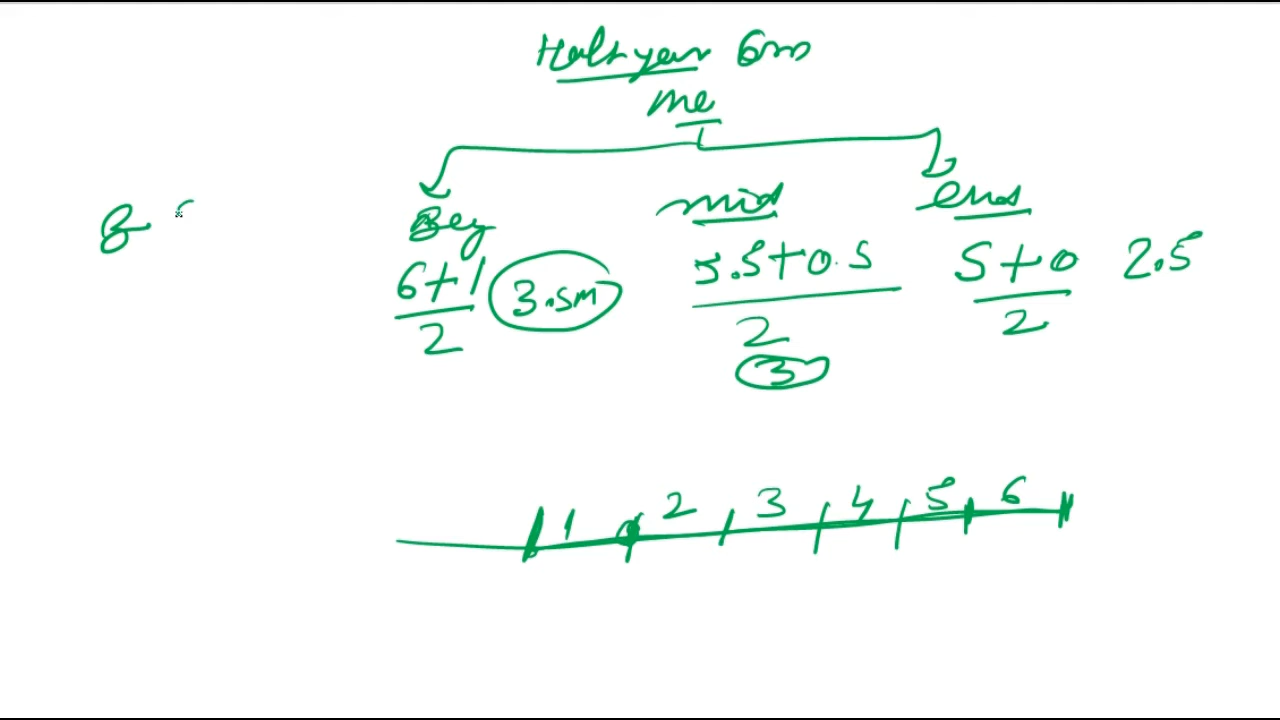 Half year 6m
me
Beg mid end
6+1 3.5m 5.5+0.5 5+0 2.5
2 2 2
3
1 2 3 4 5 6